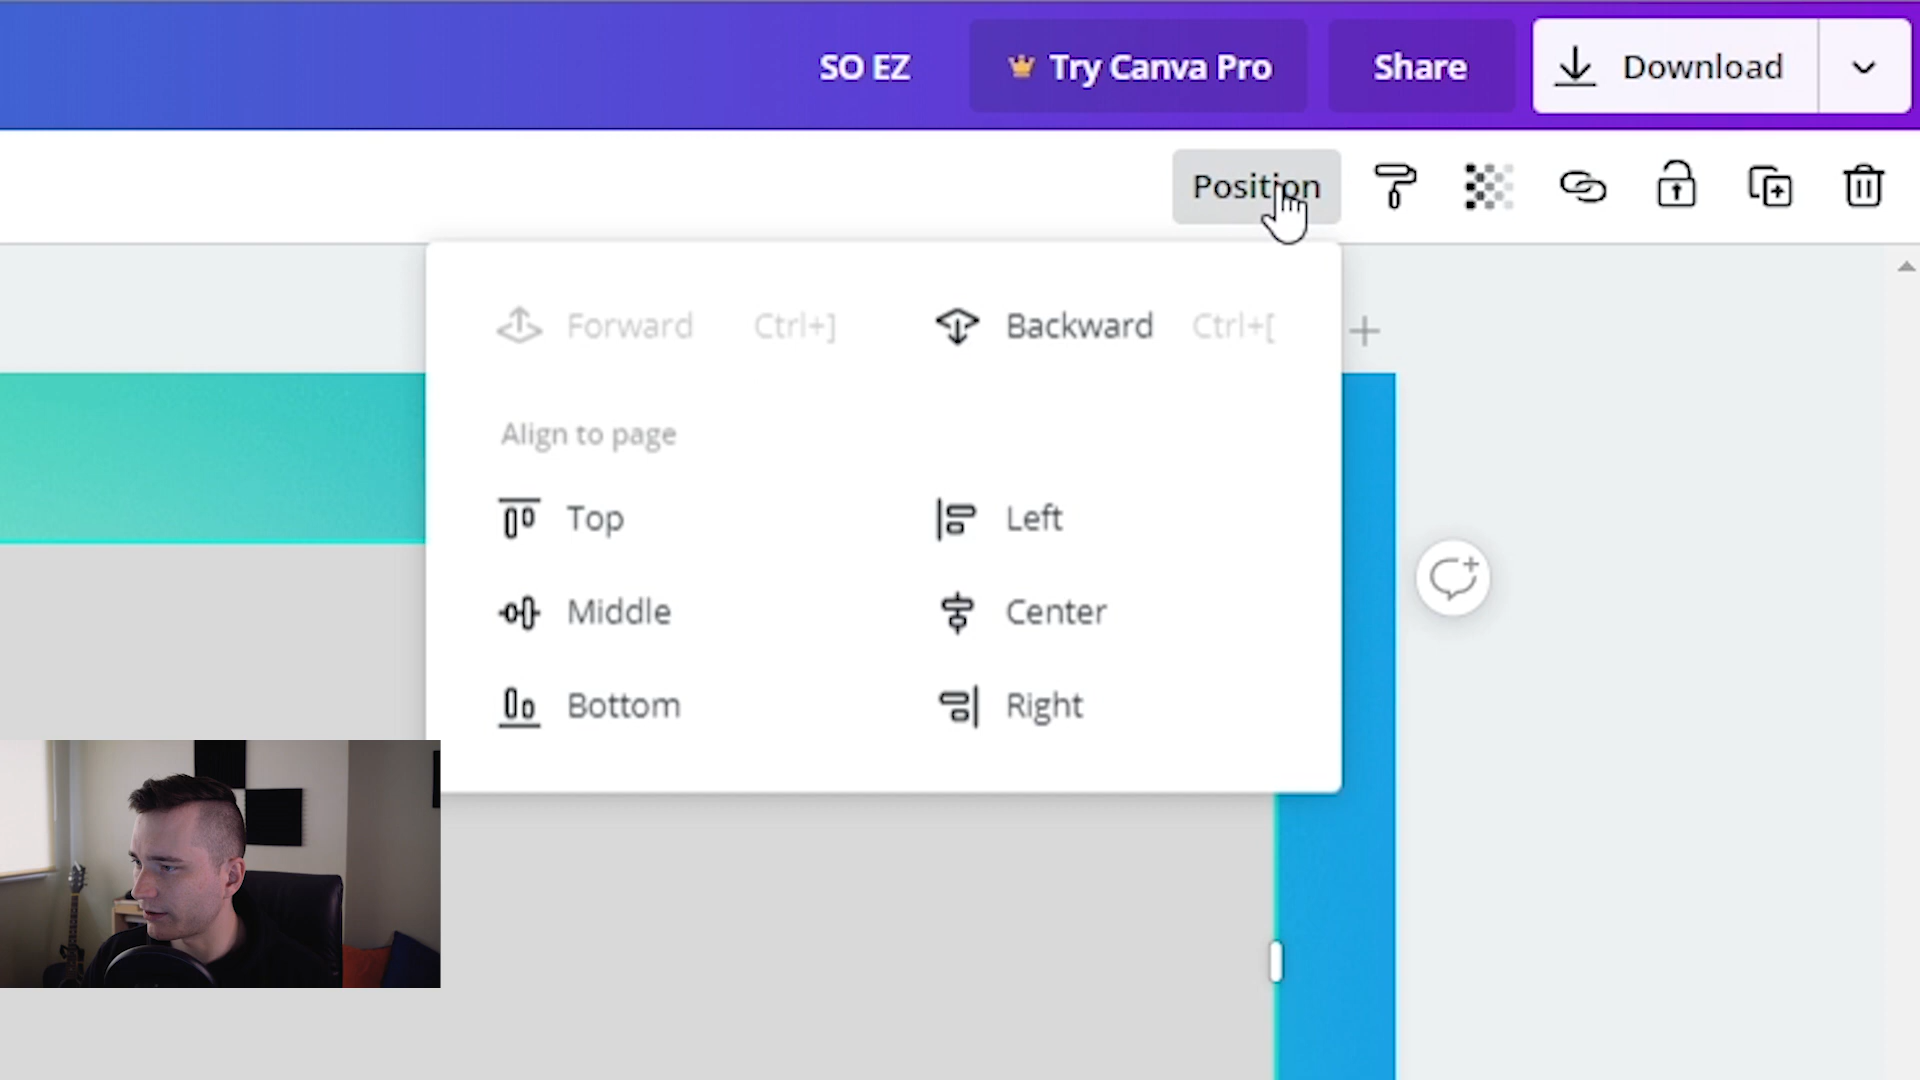 SO EZ
Try Canva Pro
Share
Download
Position
Forward Ctrl+]
Backward Ctrl+[
Align to page
Top
Left
Middle
Center
Bottom
Right